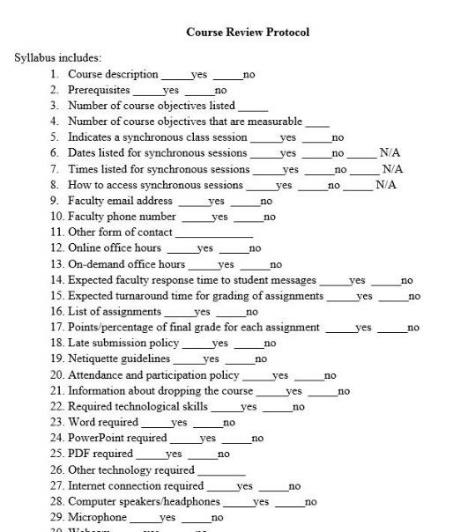 Course Review Protocol
Syllabus includes:
1. Course description _____yes _____no
2. Prerequisites _____yes _____no
3. Number of course objectives listed _____
4. Number of course objectives that are measurable ____
5. Indicates a synchronous class session _____yes _____no
6. Dates listed for synchronous sessions _____yes _____no _____ N/A
7. Times listed for synchronous sessions _____yes _____no _____ N/A
8. How to access synchronous sessions _____yes _____no _____ N/A
9. Faculty email address _____yes _____no
10. Faculty phone number _____yes _____no
11. Other form of contact _____________
12. Online office hours _____yes _____no
13. On-demand office hours _____yes _____no
14. Expected faculty response time to student messages _____yes _____no
15. Expected turnaround time for grading of assignments _____yes _____no
16. List of assignments _____yes _____no
17. Points/percentage of final grade for each assignment _____yes _____no
18. Late submission policy _____yes _____no
19. Netiquette guidelines _____yes _____no
20. Attendance and participation policy _____yes _____no
21. Information about dropping the course _____yes _____no
22. Required technological skills _____yes _____no
23. Word required _____yes _____no
24. PowerPoint required _____yes _____no
25. PDF required _____yes _____no
26. Other technology required ________
27. Internet connection required _____yes _____no
28. Computer speakers/headphones _____yes _____no
29. Microphone _____yes _____no